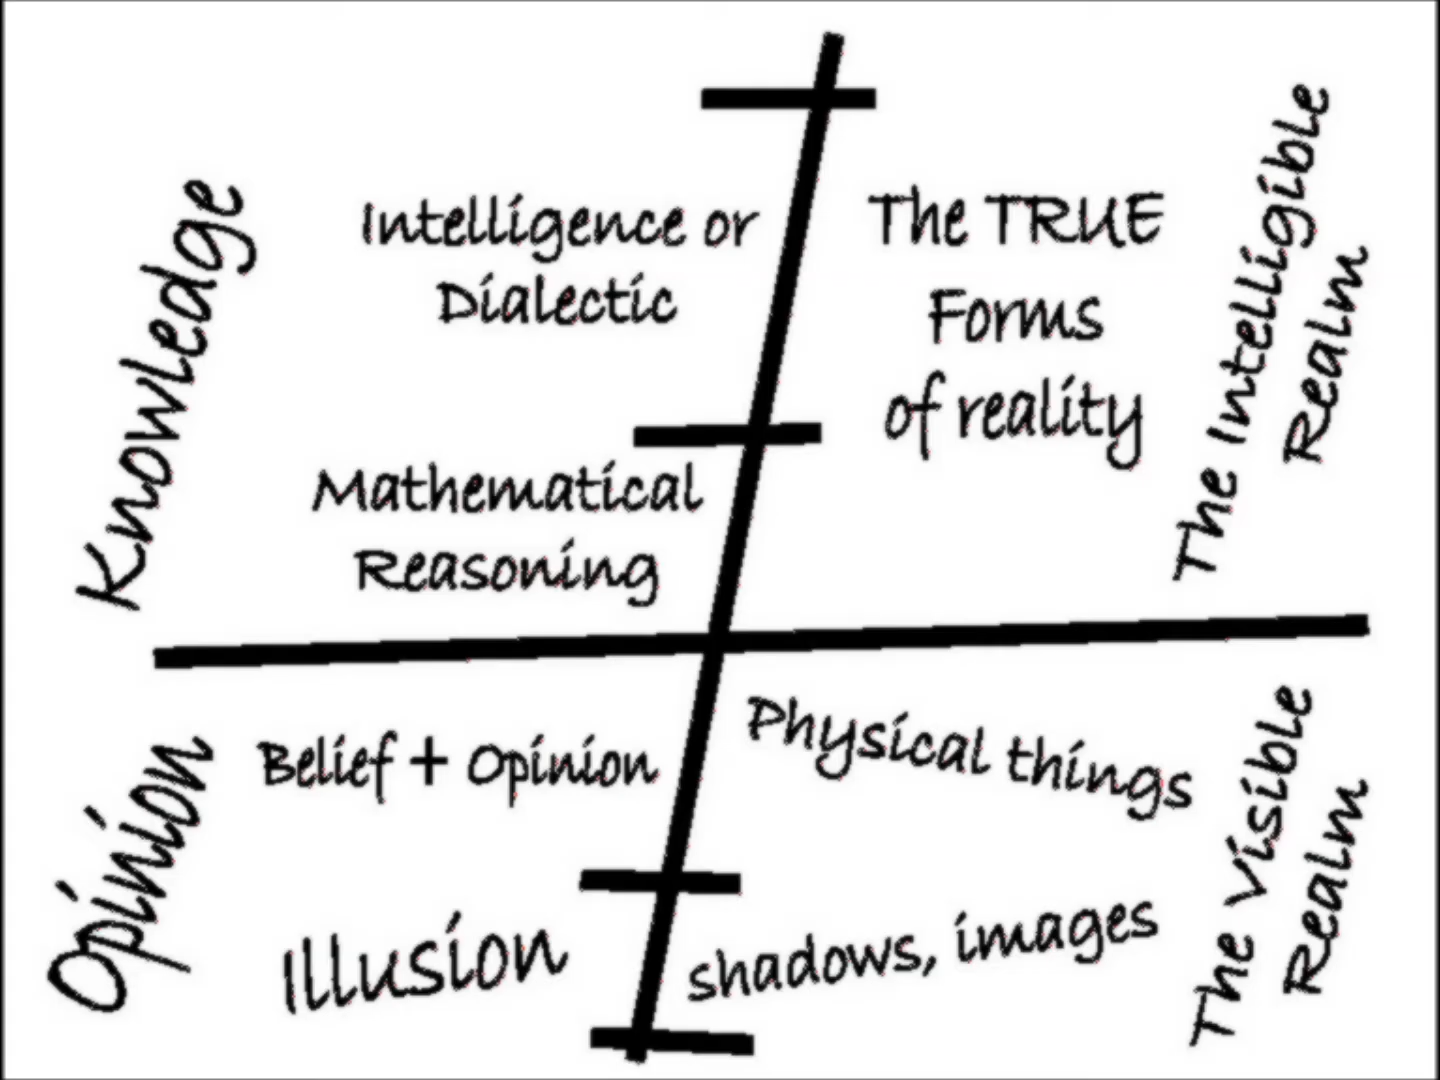 Knowledge
Intelligence or
Dialectic
The TRUE
Forms
of reality
The Intelligible
Realm
Mathematical
Reasoning
Opinion
Belief + Opinion
Physical things
The Visible
Realm
Illusion
shadows, images